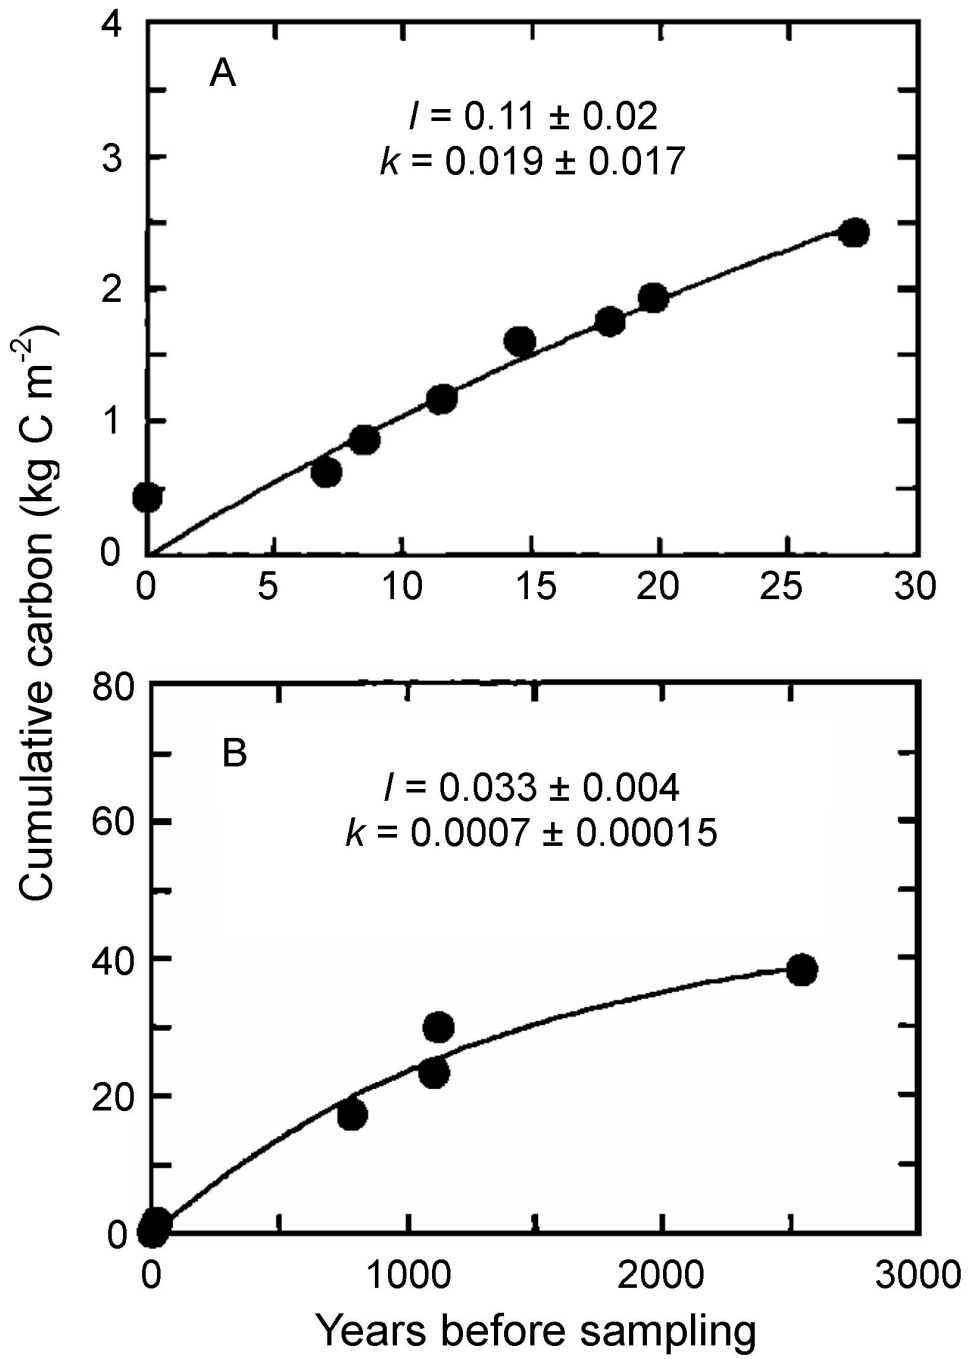 Cumulative carbon (kg C m-2)
4
A
I = 0.11 ± 0.02
k = 0.019 ± 0.017
3
2
1
0
0 5 10 15 20 25 30
80
B
I = 0.033 ± 0.004
k = 0.0007 ± 0.00015
60
40
20
0
0 1000 2000 3000
Years before sampling